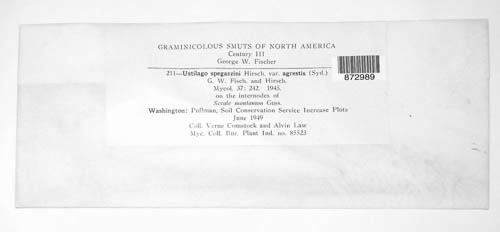 GRAMINICOLOUS SMUTS OF NORTH AMERICA
Century III
George W. Fischer
872989
211—Ustilago spegazzini Hirsch. var. agrestis (Syd.)
G. W. Fisch. and Hirsch.
Mycol. 37: 242. 1945.
on the internodes of
Secale montanum Guss.
Washington: Pullman, Soil Conservation Service Increase Plots
June 1949
Coll. Verne Comstock and Alvin Law
Myc. Coll. Bur. Plant Ind. no. 85523